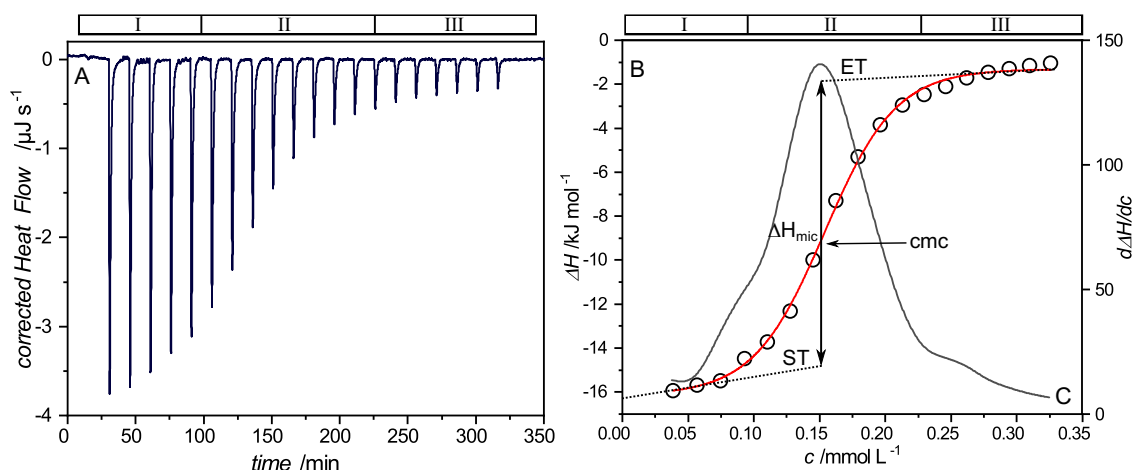 I II III
A
0
-1
-2
-3
-4
corrected Heat Flow /µJ s-1
0 50 100 150 200 250 300 350
time /min
I II III
B
ET
ΔHmic
cmc
ST
C
0
-2
-4
-6
-8
-10
-12
-14
-16
ΔH /kJ mol-1
150
100
50
0
dΔH/dc
0.00 0.05 0.10 0.15 0.20 0.25 0.30 0.35
c /mmol L-1